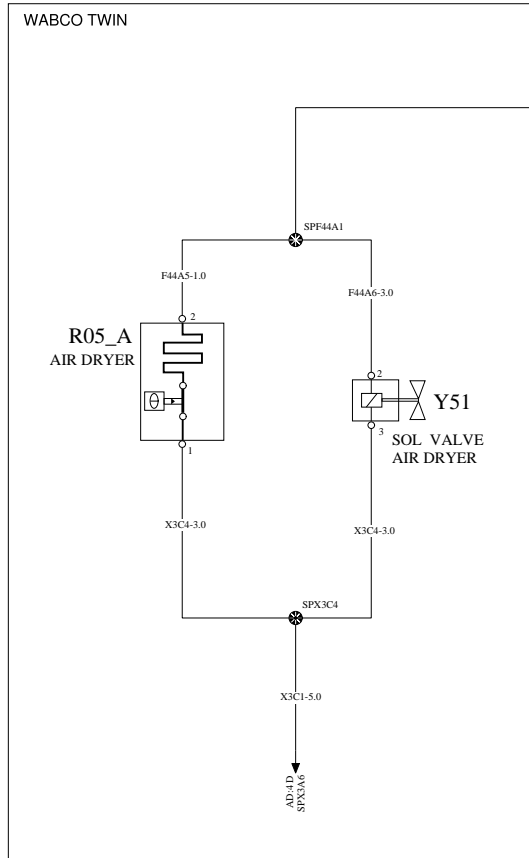 WABCO TWIN
SPF44A1
F44A5-1.0
F44A6-3.0
2
R05_A
AIR DRYER
1
2
Y51
3
SOL VALVE
AIR DRYER
X3C4-3.0
X3C4-3.0
SPX3C4
X3C1-5.0
AD:4 D
SPX3A6